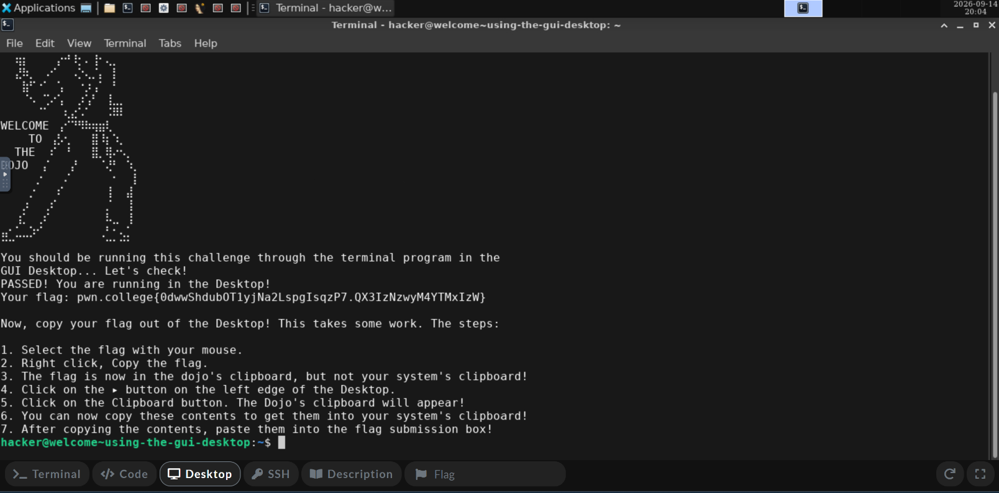 Applications
Terminal - hacker@w...
2026-09-14
20:04
Terminal - hacker@welcome~using-the-gui-desktop: ~
File Edit View Terminal Tabs Help
WELCOME
TO
THE
DOJO
You should be running this challenge through the terminal program in the
GUI Desktop... Let's check!
PASSED! You are running in the Desktop!
Your flag: pwn.college{0dwwShdubOT1yjNa2LspgIsqzP7.QX3IzNzwyM4YTMxIzW}
Now, copy your flag out of the Desktop! This takes some work. The steps:
1. Select the flag with your mouse.
2. Right click, Copy the flag.
3. The flag is now in the dojo's clipboard, but not your system's clipboard!
4. Click on the ▸ button on the left edge of the Desktop.
5. Click on the Clipboard button. The Dojo's clipboard will appear!
6. You can now copy these contents to get them into your system's clipboard!
7. After copying the contents, paste them into the flag submission box!
hacker@welcome~using-the-gui-desktop:~$
Terminal Code Desktop SSH Description Flag